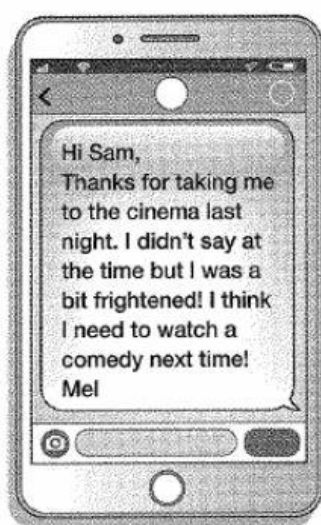 Hi Sam,
Thanks for taking me
to the cinema last
night. I didn't say at
the time but I was a
bit frightened! I think
I need to watch a
comedy next time!
Mel